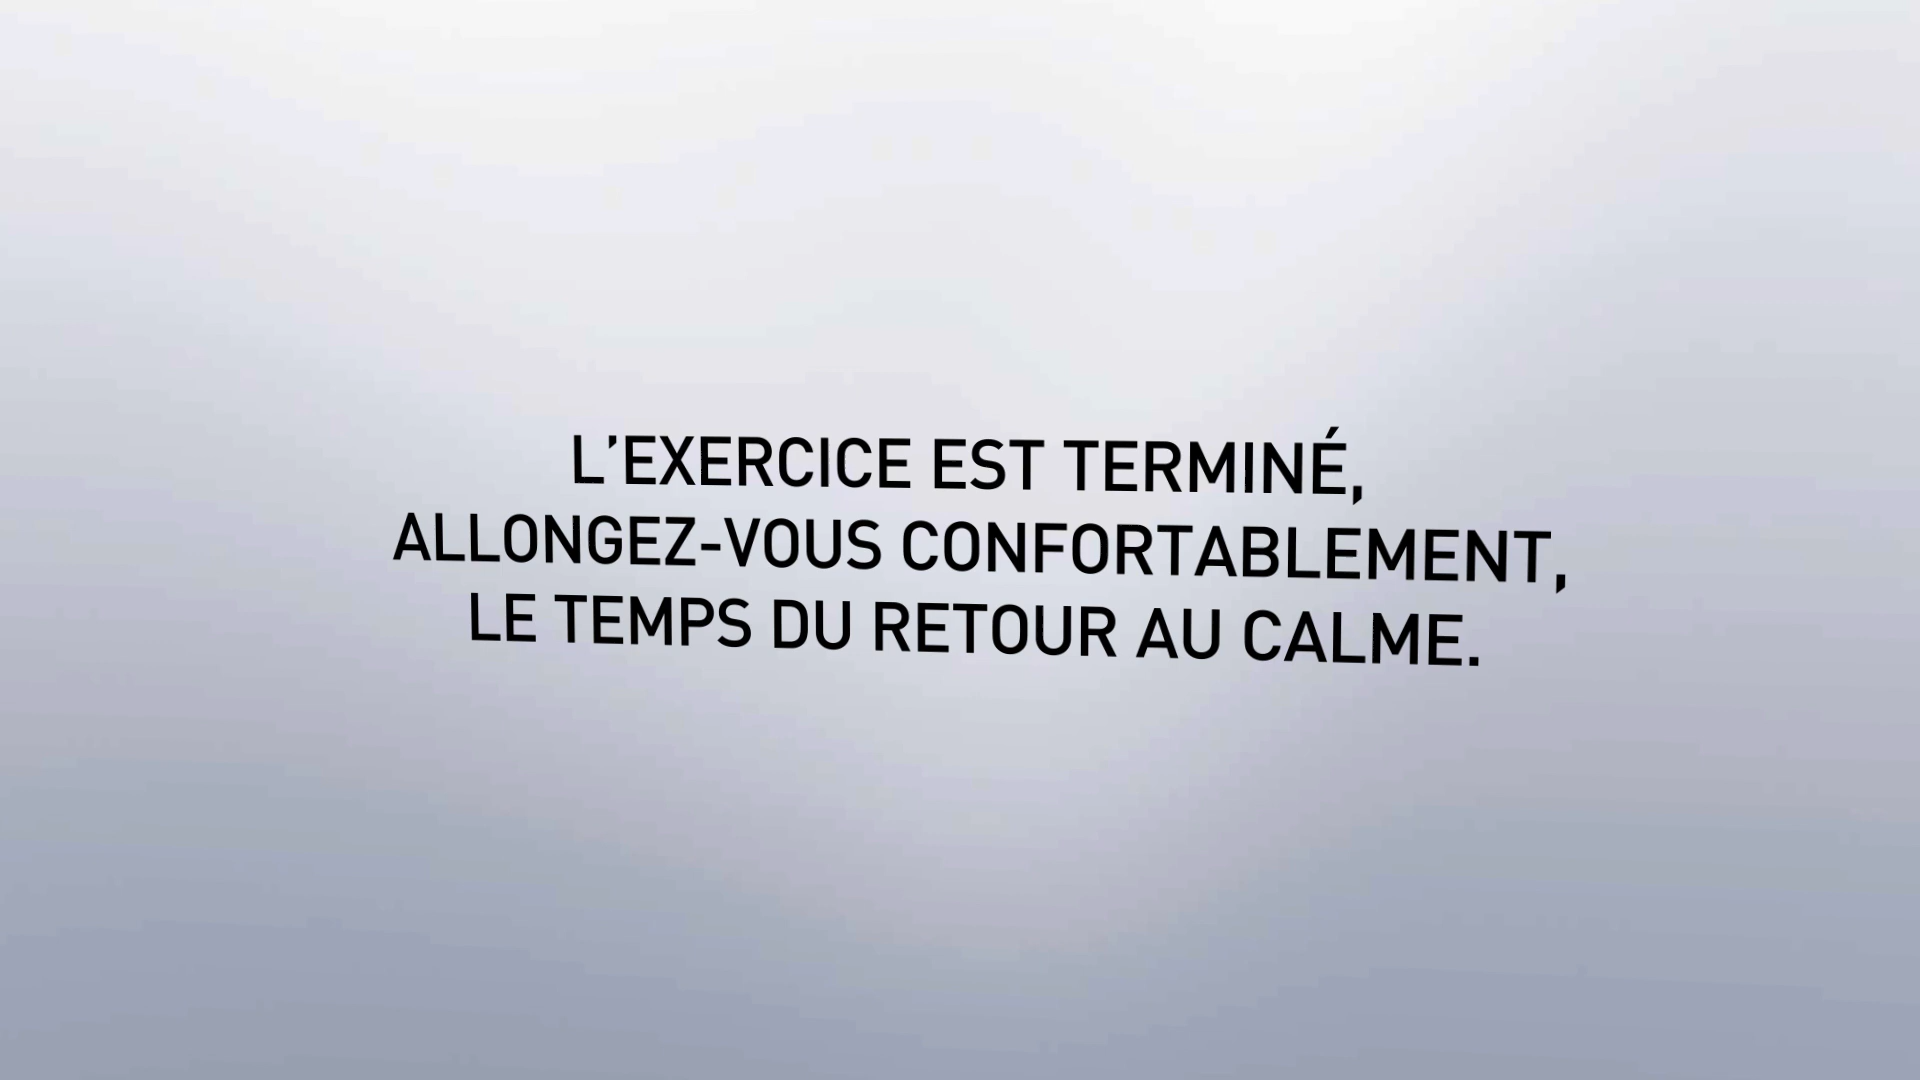 L'EXERCICE EST TERMINÉ,
ALLONGEZ-VOUS CONFORTABLEMENT,
LE TEMPS DU RETOUR AU CALME.